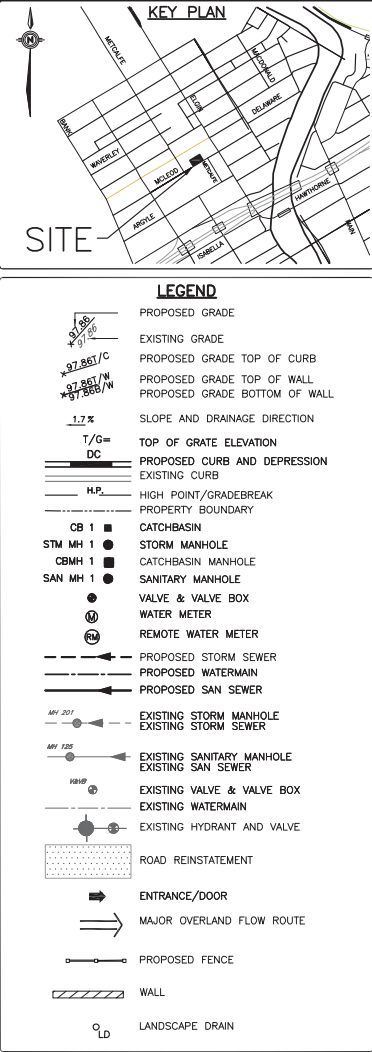 KEY PLAN
N
METCALFE
BANK
ELGIN
MACDONALD
DELAWARE
WAVERLEY
MCLEOD
METCALFE
HAWTHORNE
ARGYLE
ISABELLA
MAIN
SITE
LEGEND
97.86
97.86
PROPOSED GRADE
EXISTING GRADE
97.86T/C PROPOSED GRADE TOP OF CURB
97.86T/W PROPOSED GRADE TOP OF WALL
97.86B/W PROPOSED GRADE BOTTOM OF WALL
1.7 % SLOPE AND DRAINAGE DIRECTION
T/G= TOP OF GRATE ELEVATION
DC PROPOSED CURB AND DEPRESSION
EXISTING CURB
H.P. HIGH POINT/GRADEBREAK
PROPERTY BOUNDARY
CB 1 CATCHBASIN
STM MH 1 STORM MANHOLE
CBMH 1 CATCHBASIN MANHOLE
SAN MH 1 SANITARY MANHOLE
VALVE & VALVE BOX
M WATER METER
RM REMOTE WATER METER
PROPOSED STORM SEWER
PROPOSED WATERMAIN
PROPOSED SAN SEWER
MH 201 EXISTING STORM MANHOLE
EXISTING STORM SEWER
MH 125 EXISTING SANITARY MANHOLE
EXISTING SAN SEWER
V&VB EXISTING VALVE & VALVE BOX
EXISTING WATERMAIN
EXISTING HYDRANT AND VALVE
ROAD REINSTATEMENT
ENTRANCE/DOOR
MAJOR OVERLAND FLOW ROUTE
PROPOSED FENCE
WALL
LD LANDSCAPE DRAIN